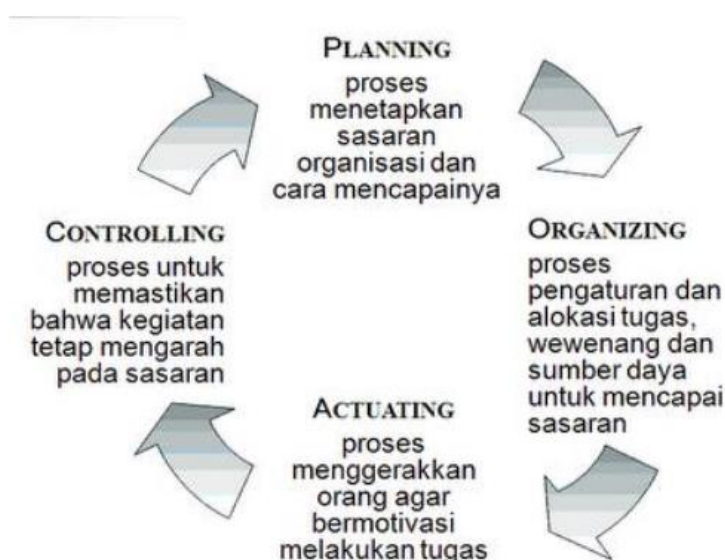 PLANNING
proses
menetapkan
sasaran
organisasi dan
cara mencapainya
ORGANIZING
proses
pengaturan dan
alokasi tugas,
wewenang dan
sumber daya
untuk mencapai
sasaran
ACTUATING
proses
menggerakkan
orang agar
bermotivasi
melakukan tugas
CONTROLLING
proses untuk
memastikan
bahwa kegiatan
tetap mengarah
pada sasaran